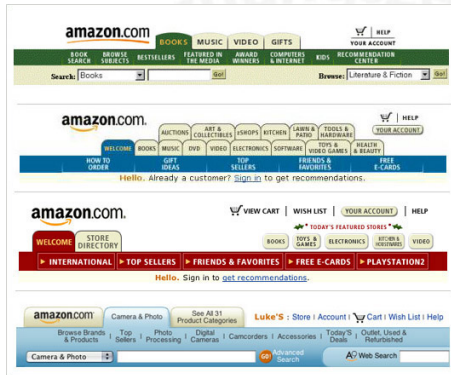 amazon.com
BOOKS MUSIC VIDEO GIFTS
HELP
YOUR ACCOUNT
BOOK SEARCH BROWSE SUBJECTS BESTSELLERS FEATURED IN THE MEDIA AWARD WINNERS COMPUTERS & INTERNET KIDS RECOMMENDATION CENTER
Search: Books Go! Browse: Literature & Fiction Go!
amazon.com.
HELP
AUCTIONS ART & COLLECTIBLES eSHOPS KITCHEN LAWN & PATIO TOOLS & HARDWARE YOUR ACCOUNT
WELCOME BOOKS MUSIC DVD VIDEO ELECTRONICS SOFTWARE TOYS & VIDEO GAMES HEALTH & BEAUTY
HOW TO ORDER GIFT IDEAS TOP SELLERS FRIENDS & FAVORITES FREE E-CARDS
Hello. Already a customer? Sign in to get recommendations.
amazon.com.
VIEW CART | WISH LIST | YOUR ACCOUNT | HELP
TODAY'S FEATURED STORES
WELCOME STORE DIRECTORY BOOKS TOYS & GAMES ELECTRONICS KITCHEN & HOUSEWARES VIDEO
INTERNATIONAL TOP SELLERS FRIENDS & FAVORITES FREE E-CARDS PLAYSTATION2
Hello. Sign in to get recommendations.
amazon.com Camera & Photo See All 31 Product Categories Luke'S : Store | Account | Cart | Wish List | Help
Browse Brands & Products | Top Sellers | Photo Processing | Digital Cameras | Camcorders | Accessories | Today'S Deals | Outlet, Used & Refurbished
Camera & Photo GO! Advanced Search A9 Web Search